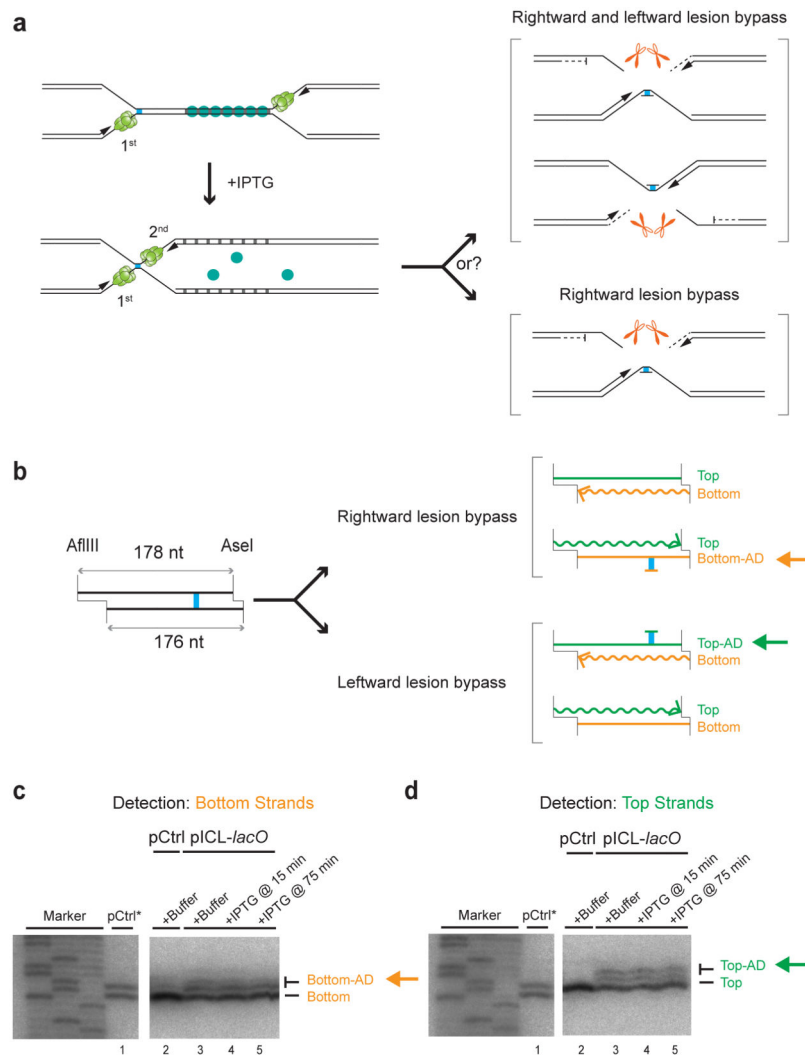 a
Rightward and leftward lesion bypass
1st
+IPTG
2nd
1st
or?
Rightward lesion bypass
b
AflIII
178 nt
AseI
176 nt
Rightward lesion bypass
Top
Bottom
Top
Bottom-AD
Leftward lesion bypass
Top-AD
Bottom
Top
Bottom
c
Detection: Bottom Strands
pCtrl
pICL-lacO
Marker
pCtrl*
+Buffer
+Buffer
+IPTG @ 15 min
+IPTG @ 75 min
Bottom-AD
Bottom
1 2 3 4 5
d
Detection: Top Strands
pCtrl
pICL-lacO
Marker
pCtrl*
+Buffer
+Buffer
+IPTG @ 15 min
+IPTG @ 75 min
Top-AD
Top
1 2 3 4 5